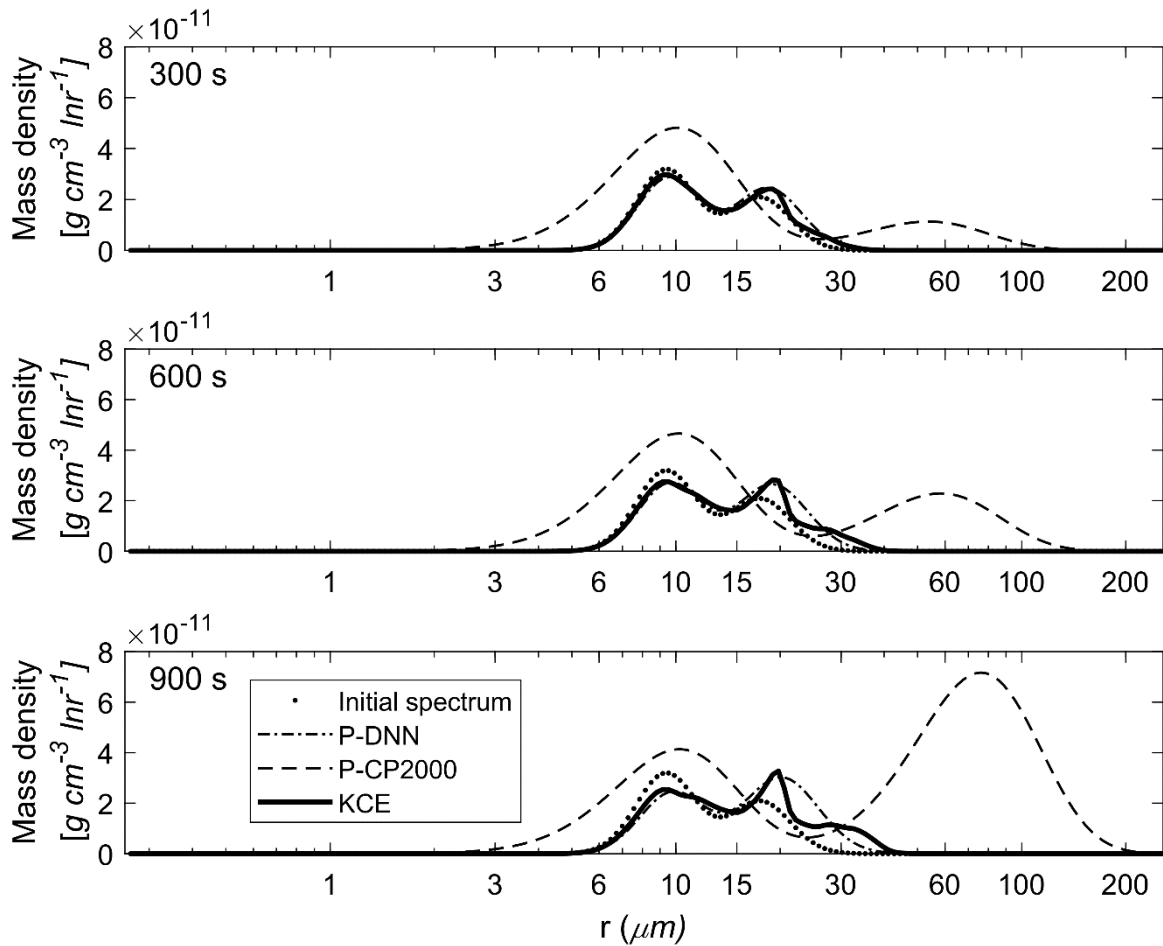 ×10^-11
8
6
4
2
0
Mass density
[g cm^-3 lnr^-1]
300 s
1 3 6 10 15 30 60 100 200
×10^-11
8
6
4
2
0
Mass density
[g cm^-3 lnr^-1]
600 s
1 3 6 10 15 30 60 100 200
×10^-11
8
6
4
2
0
Mass density
[g cm^-3 lnr^-1]
900 s
Initial spectrum
P-DNN
P-CP2000
KCE
1 3 6 10 15 30 60 100 200
r (μm)